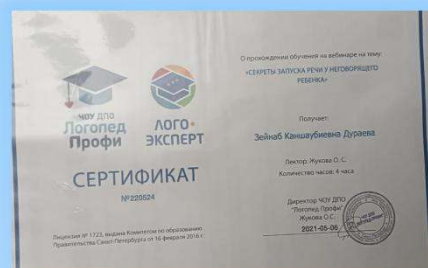 ЧОУ ДПО
Логопед
Профи
ЛОГО
ЭКСПЕРТ
СЕРТИФИКАТ
№220524
Лицензия № 1723, выдана Комитетом по образованию
Правительства Санкт-Петербурга от 16 февраля 2016 г.
О прохождении обучения на вебинаре на тему:
«СЕКРЕТЫ ЗАПУСКА РЕЧИ У НЕГОВОРЯЩЕГО
РЕБЕНКА»
Получает:
Зейнаб Каншаубиевна Дураева
Лектор: Жукова О. С.
Количество часов: 4 часа
Директор ЧОУ ДПО
"Логопед Профи"
Жукова О.С.
2021-05-06